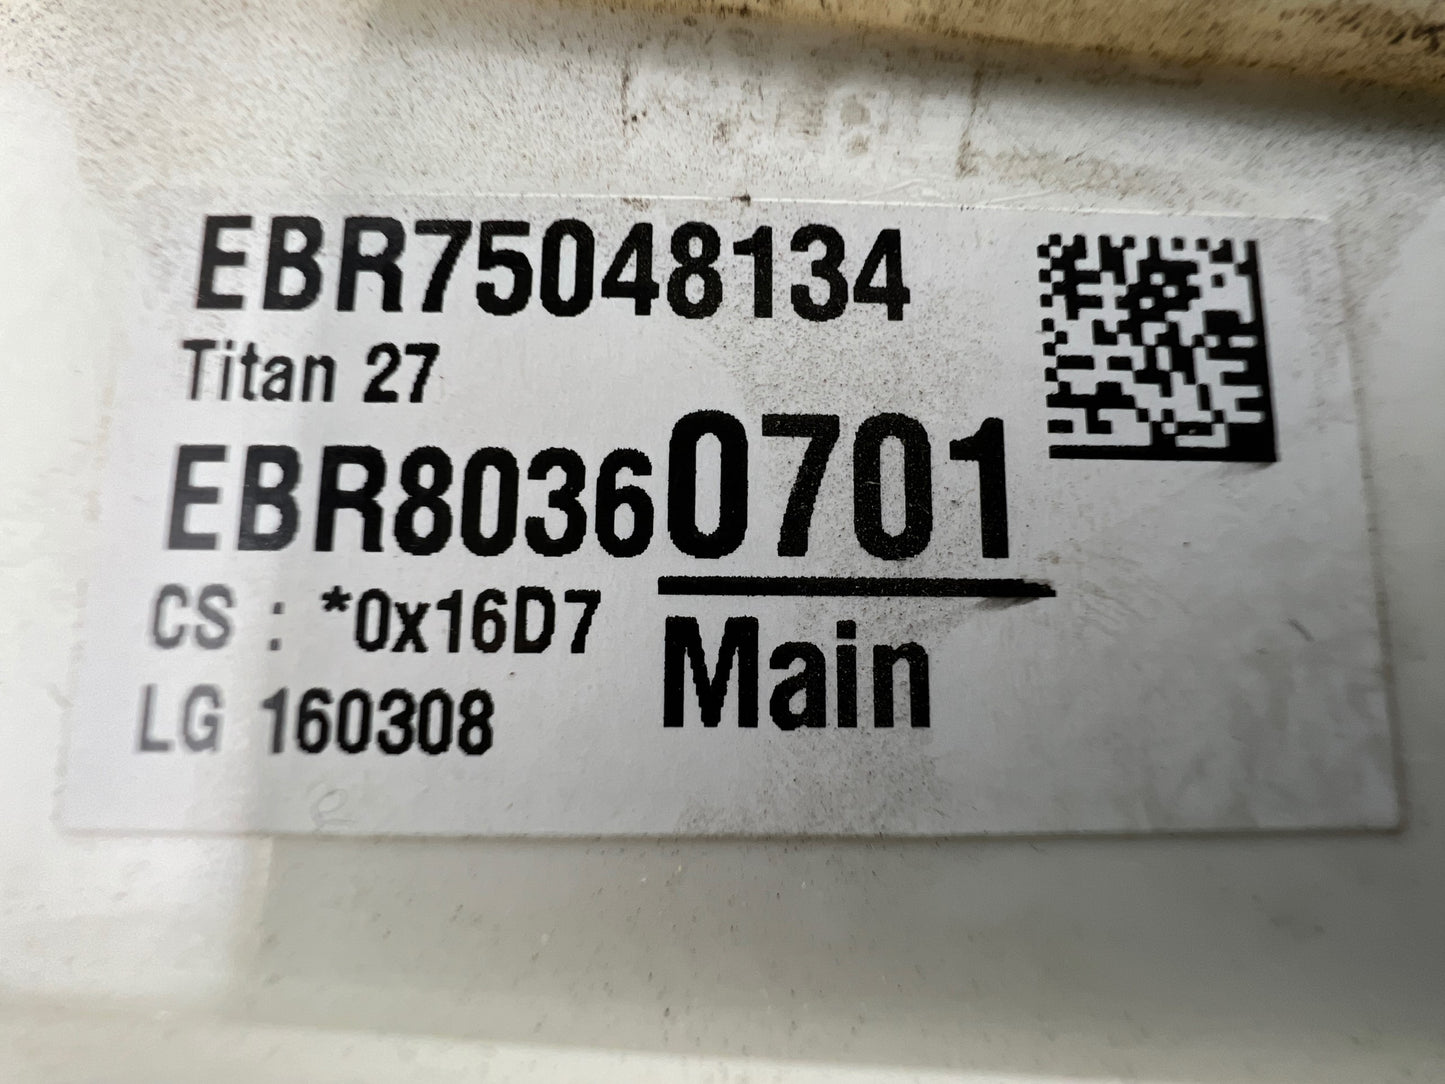 EBR75048134
Titan 27
EBR80360701
CS : *0x16D7
Main
LG 160308